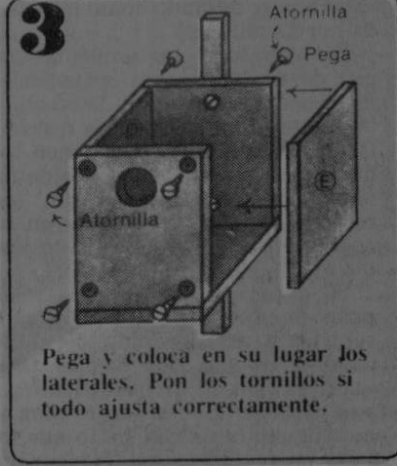 3
Atornilla
Pega
D
E
Atornilla
Pega y coloca en su lugar los
laterales. Pon los tornillos si
todo ajusta correctamente.